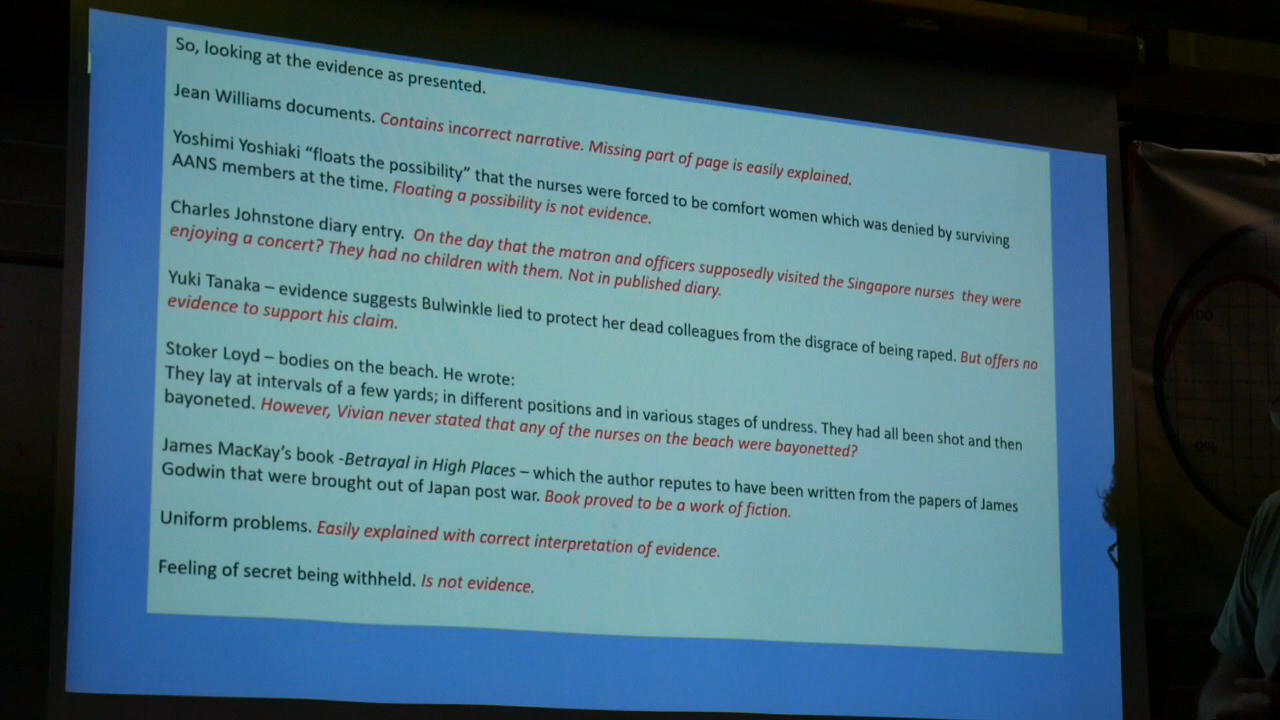 So, looking at the evidence as presented.
Jean Williams documents. Contains incorrect narrative. Missing part of page is easily explained.
Yoshimi Yoshiaki “floats the possibility” that the nurses were forced to be comfort women which was denied by surviving
AANS members at the time. Floating a possibility is not evidence.
Charles Johnstone diary entry. On the day that the matron and officers supposedly visited the Singapore nurses they were
enjoying a concert? They had no children with them. Not in published diary.
Yuki Tanaka – evidence suggests Bulwinkle lied to protect her dead colleagues from the disgrace of being raped. But offers no
evidence to support his claim.
Stoker Loyd – bodies on the beach. He wrote:
They lay at intervals of a few yards; in different positions and in various stages of undress. They had all been shot and then
bayoneted. However, Vivian never stated that any of the nurses on the beach were bayonetted?
James MacKay’s book -Betrayal in High Places – which the author reputes to have been written from the papers of James
Godwin that were brought out of Japan post war. Book proved to be a work of fiction.
Uniform problems. Easily explained with correct interpretation of evidence.
Feeling of secret being withheld. Is not evidence.
100
0%